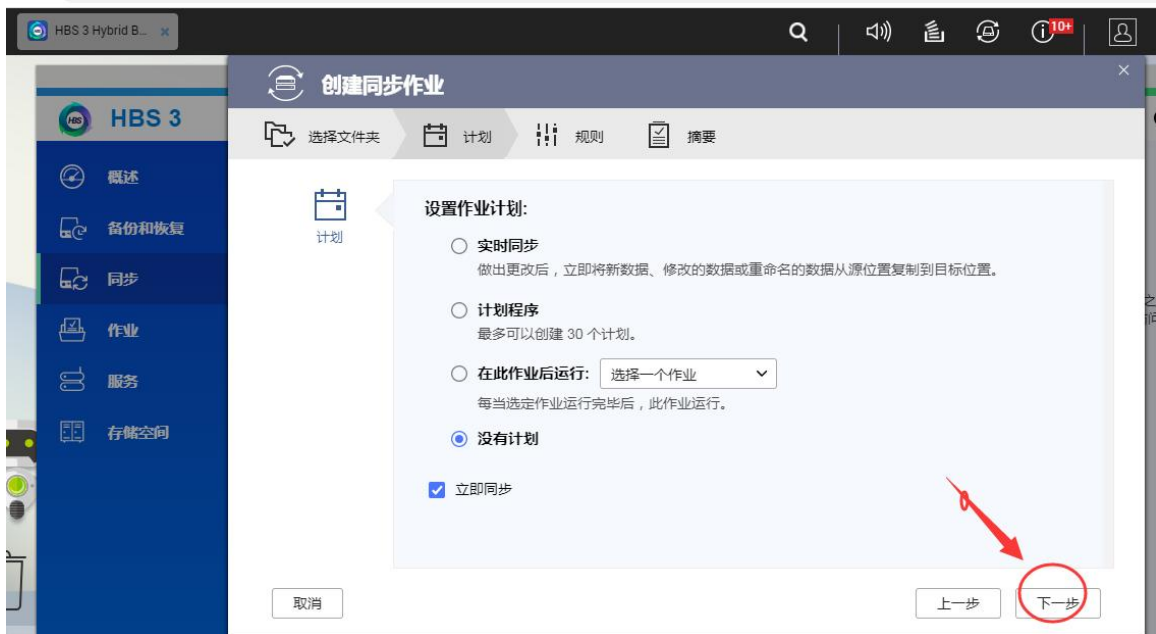 HBS 3 Hybrid B...
10+
创建同步作业
HBS 3
选择文件夹
计划
规则
摘要
概述
备份和恢复
同步
作业
服务
存储空间
计划
设置作业计划:
实时同步
做出更改后，立即将新数据、修改的数据或重命名的数据从源位置复制到目标位置。
计划程序
最多可以创建 30 个计划。
在此作业后运行: 选择一个作业
每当选定作业运行完毕后，此作业运行。
没有计划
立即同步
取消
上一步
下一步